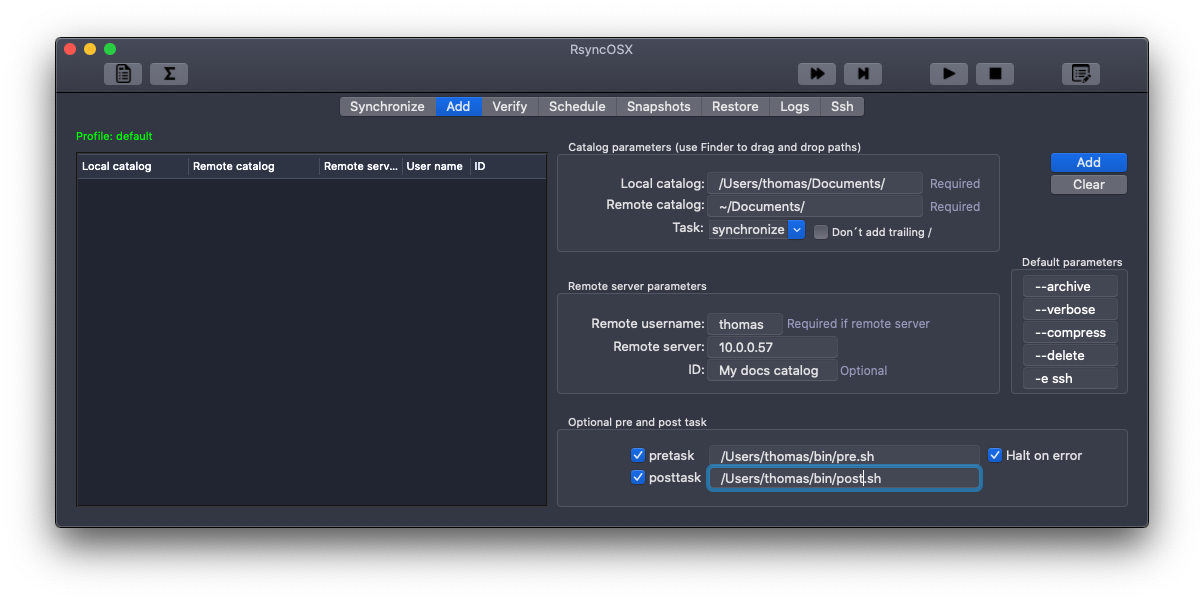 RsyncOSX
Synchronize Add Verify Schedule Snapshots Restore Logs Ssh
Profile: default
Local catalog Remote catalog Remote serv... User name ID
Catalog parameters (use Finder to drag and drop paths)
Local catalog: /Users/thomas/Documents/ Required
Remote catalog: ~/Documents/ Required
Task: synchronize Don´t add trailing /
Add
Clear
Remote server parameters
Remote username: thomas Required if remote server
Remote server: 10.0.0.57
ID: My docs catalog Optional
Default parameters
--archive
--verbose
--compress
--delete
-e ssh
Optional pre and post task
pretask /Users/thomas/bin/pre.sh Halt on error
posttask /Users/thomas/bin/post.sh